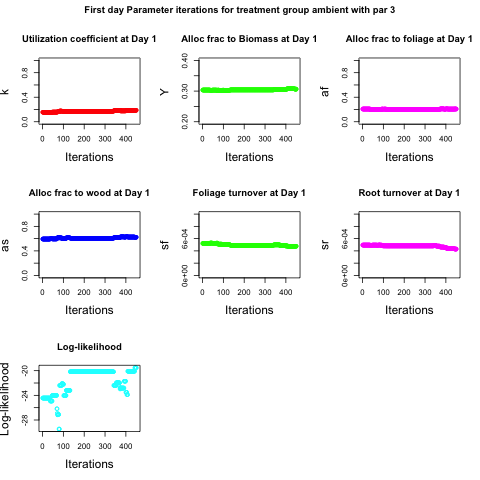 First day Parameter iterations for treatment group ambient with par 3
Utilization coefficient at Day 1
Alloc frac to Biomass at Day 1
Alloc frac to foliage at Day 1
k
0.0 0.4 0.8
0 100 200 300 400
Iterations
Y
0.20 0.30 0.40
0 100 200 300 400
Iterations
af
0.0 0.4 0.8
0 100 200 300 400
Iterations
Alloc frac to wood at Day 1
Foliage turnover at Day 1
Root turnover at Day 1
as
0.0 0.4 0.8
0 100 200 300 400
Iterations
sf
0e+00 6e-04
0 100 200 300 400
Iterations
sr
0e+00 6e-04
0 100 200 300 400
Iterations
Log-likelihood
Log-likelihood
-28 -24 -20
0 100 200 300 400
Iterations